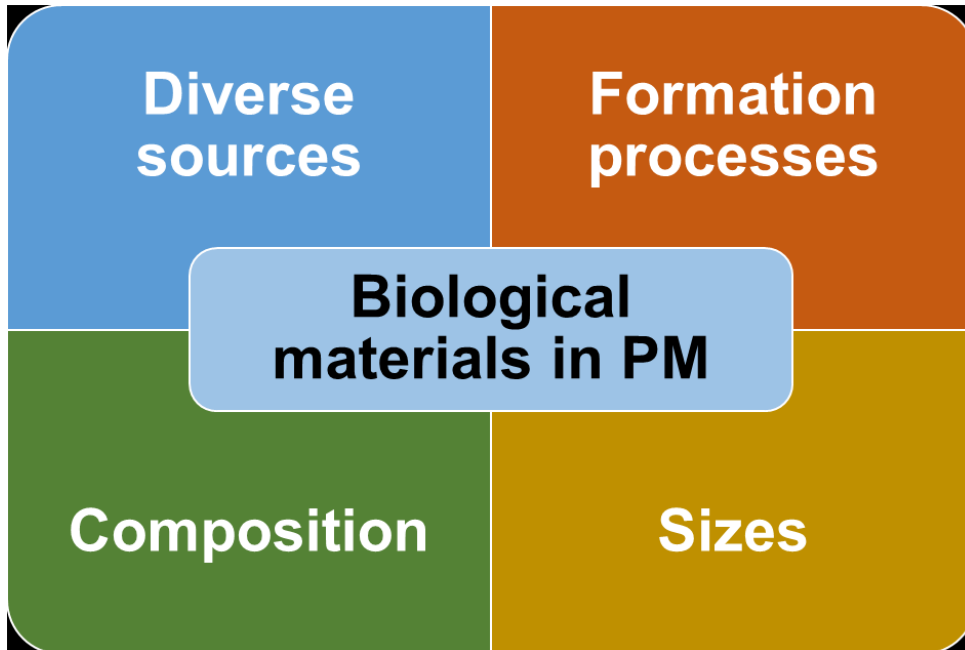 Diverse
sources
Formation
processes
Biological
materials in PM
Composition
Sizes